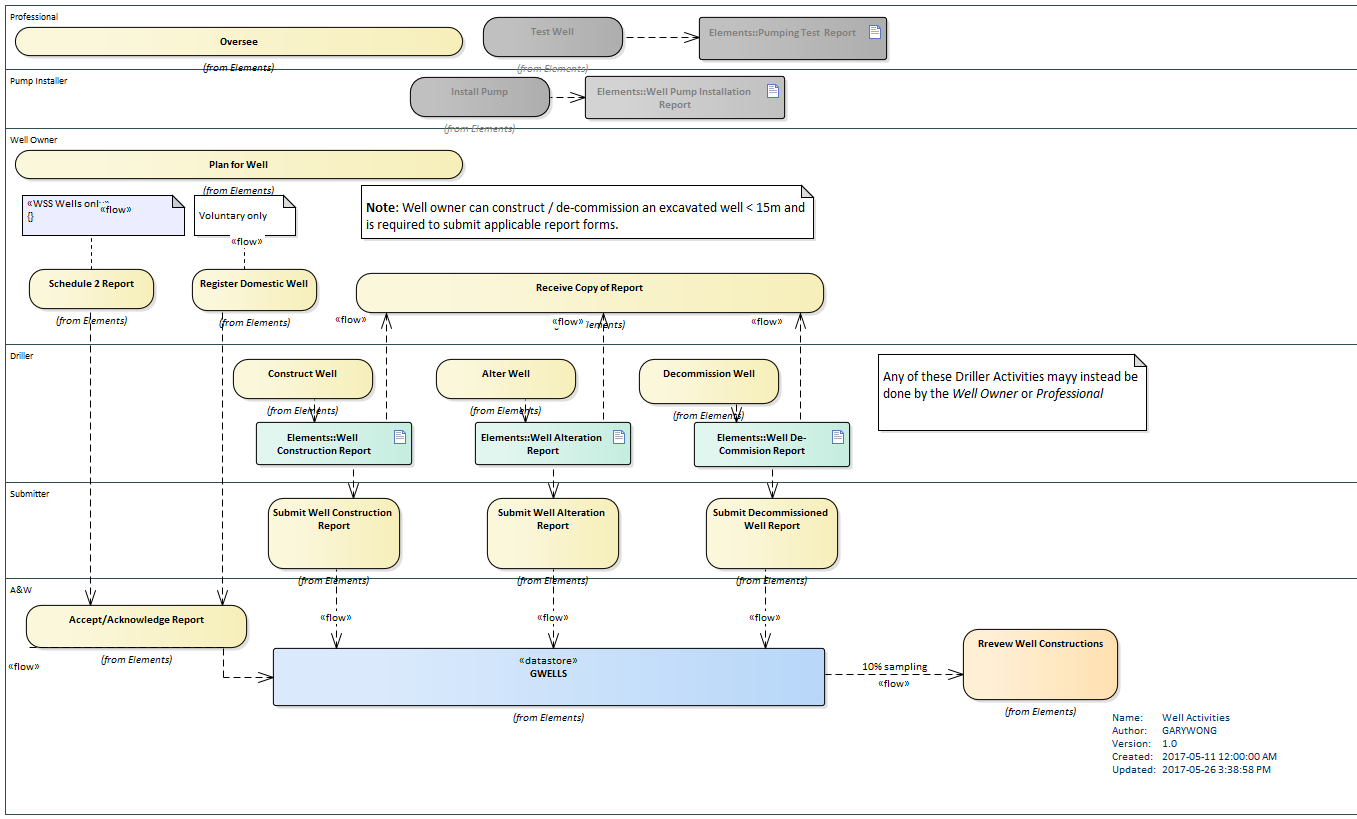 Professional
Oversee
(from Elements)
Test Well
(from Elements)
Elements::Pumping Test Report
Pump Installer
Install Pump
(from Elements)
Elements::Well Pump Installation
Report
Well Owner
Plan for Well
(from Elements)
«WSS Wells only»
{}
«flow»
Voluntary only
«flow»
Note: Well owner can construct / de-commission an excavated well < 15m and
is required to submit applicable report forms.
Schedule 2 Report
(from Elements)
Register Domestic Well
(from Elements)
Receive Copy of Report
«flow»
«flow»
Elements)
«flow»
Driller
Construct Well
(from Elements)
Alter Well
(from Elements)
Decommission Well
(from Elements)
Any of these Driller Activities mayy instead be
done by the Well Owner or Professional
Elements::Well
Construction Report
Elements::Well Alteration
Report
Elements::Well De-
Commision Report
Submitter
Submit Well Construction
Report
(from Elements)
Submit Well Alteration
Report
(from Elements)
Submit Decommissioned
Well Report
(from Elements)
A&W
Accept/Acknowledge Report
(from Elements)
«flow»
«flow»
«flow»
«flow»
«datastore»
GWELLS
(from Elements)
10% sampling
«flow»
Rrevew Well Constructions
(from Elements)
Name: Well Activities
Author: GARYWONG
Version: 1.0
Created: 2017-05-11 12:00:00 AM
Updated: 2017-05-26 3:38:58 PM